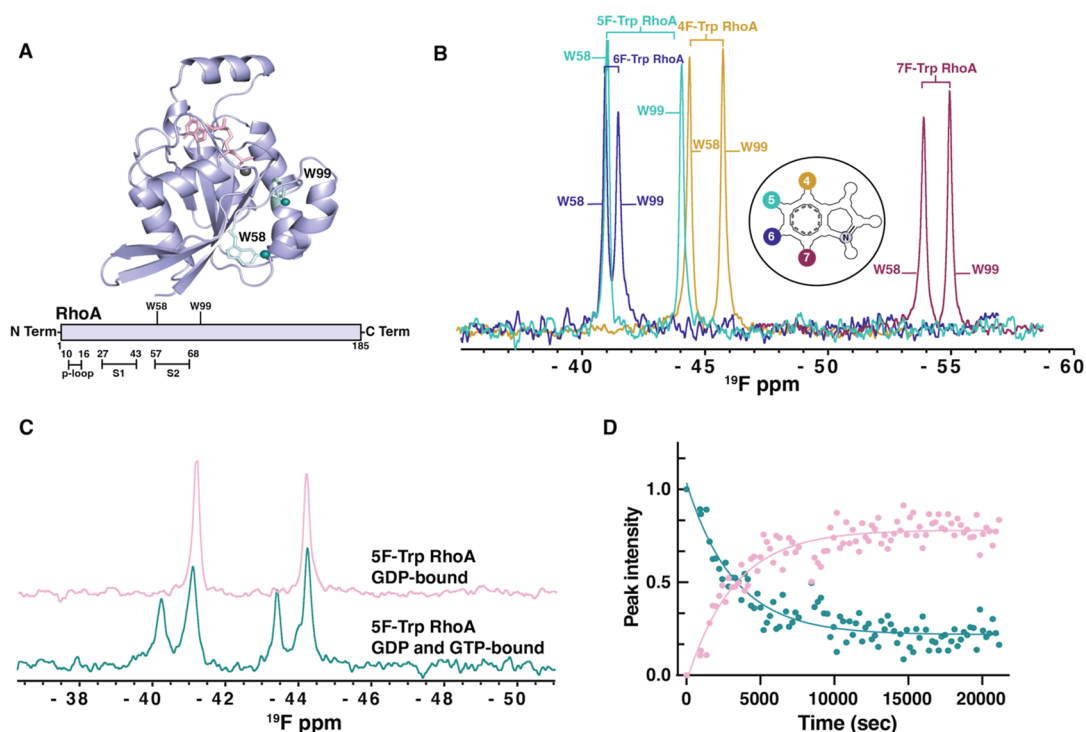 A
W99
W58
RhoA
W58 W99
N Term
C Term
1
185
10 16 27 43 57 68
p-loop S1 S2
B
5F-Trp RhoA
4F-Trp RhoA
W58
6F-Trp RhoA
7F-Trp RhoA
W99
W58
W99
W58
W99
4
5
6
7
N
W58
W99
- 40 - 45 - 50 - 55 - 60
19F ppm
C
5F-Trp RhoA
GDP-bound
5F-Trp RhoA
GDP and GTP-bound
- 38 - 40 - 42 - 44 - 46 - 48 - 50
19F ppm
D
Peak intensity
1.0
0.5
0.0
0 5000 10000 15000 20000
Time (sec)